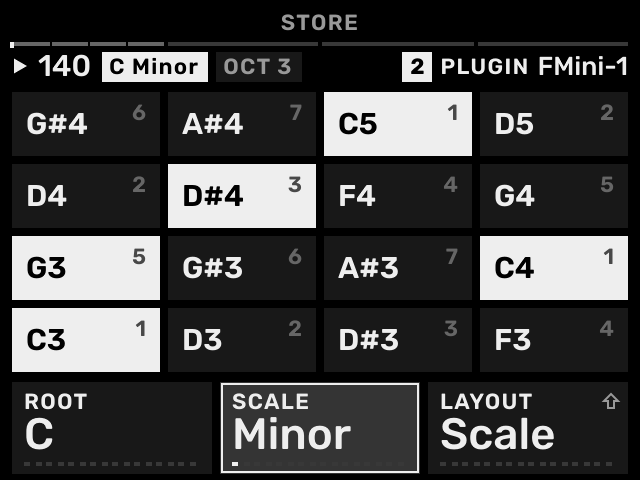 STORE
140 C Minor OCT 3 2 PLUGIN FMini-1
G#4 6 A#4 7 C5 1 D5 2
D4 2 D#4 3 F4 4 G4 5
G3 5 G#3 6 A#3 7 C4 1
C3 1 D3 2 D#3 3 F3 4
ROOT SCALE LAYOUT
C Minor Scale